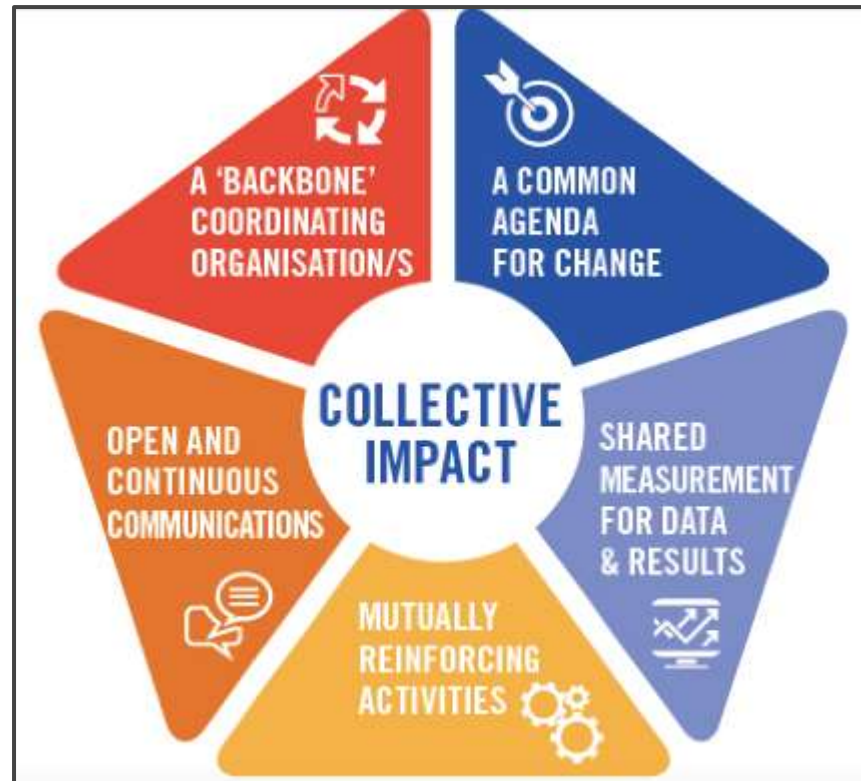 A ‘BACKBONE’
COORDINATING
ORGANISATION/S
A COMMON
AGENDA
FOR CHANGE
COLLECTIVE
IMPACT
OPEN AND
CONTINUOUS
COMMUNICATIONS
SHARED
MEASUREMENT
FOR DATA
& RESULTS
MUTUALLY
REINFORCING
ACTIVITIES